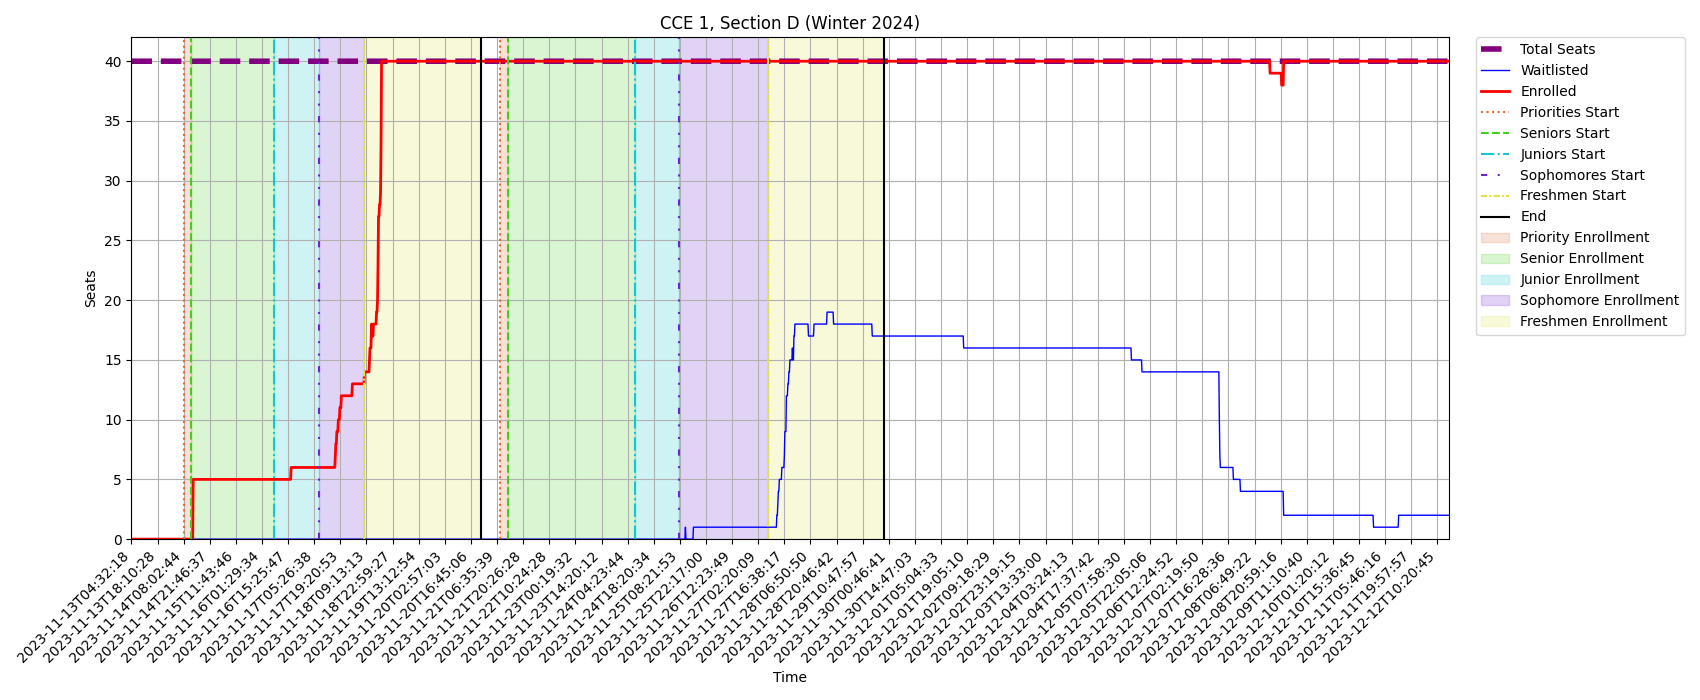 CCE 1, Section D (Winter 2024)
Seats
40
35
30
25
20
15
10
5
0
2023-11-13T04:32:18
2023-11-13T18:10:28
2023-11-14T08:02:44
2023-11-14T21:46:37
2023-11-15T11:43:46
2023-11-16T01:29:34
2023-11-16T15:25:47
2023-11-17T05:26:38
2023-11-17T19:20:53
2023-11-18T09:13:13
2023-11-18T22:59:27
2023-11-19T13:12:54
2023-11-20T02:57:03
2023-11-20T16:45:06
2023-11-21T06:35:39
2023-11-21T20:26:28
2023-11-22T10:24:28
2023-11-23T00:19:32
2023-11-23T14:20:12
2023-11-24T04:23:44
2023-11-24T18:20:34
2023-11-25T08:21:53
2023-11-25T22:17:00
2023-11-26T12:23:49
2023-11-27T02:20:09
2023-11-27T16:38:17
2023-11-28T06:50:50
2023-11-28T20:46:42
2023-11-29T10:47:57
2023-11-30T00:46:41
2023-11-30T14:47:03
2023-12-01T05:04:33
2023-12-01T19:05:10
2023-12-02T09:18:29
2023-12-02T23:19:15
2023-12-03T13:33:00
2023-12-04T03:24:13
2023-12-04T17:37:42
2023-12-05T07:58:30
2023-12-05T22:05:06
2023-12-06T12:24:52
2023-12-07T02:19:50
2023-12-07T16:28:36
2023-12-08T06:49:22
2023-12-08T20:59:16
2023-12-09T11:10:40
2023-12-10T01:20:12
2023-12-10T15:36:45
2023-12-11T05:46:16
2023-12-11T19:57:57
2023-12-12T10:20:45
Time
Total Seats
Waitlisted
Enrolled
Priorities Start
Seniors Start
Juniors Start
Sophomores Start
Freshmen Start
End
Priority Enrollment
Senior Enrollment
Junior Enrollment
Sophomore Enrollment
Freshmen Enrollment